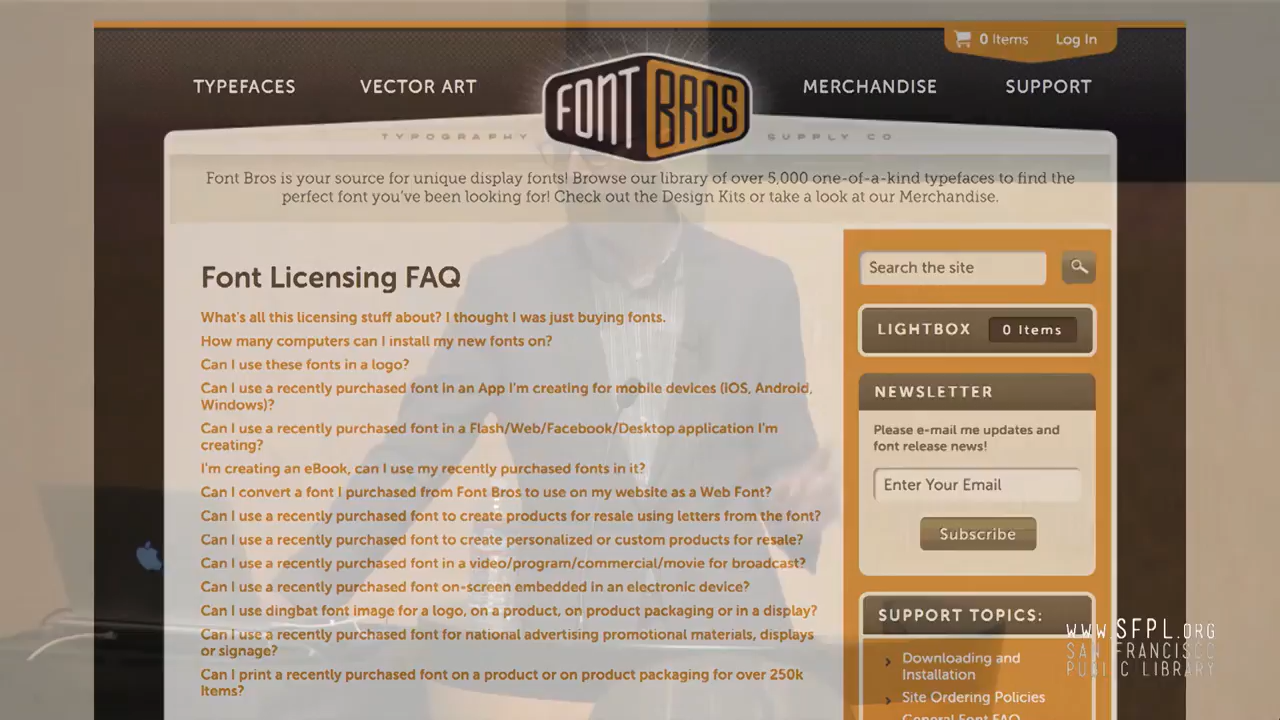 0 Items Log In
TYPEFACES VECTOR ART FONT BROS MERCHANDISE SUPPORT
TYPOGRAPHY SUPPLY CO
Font Bros is your source for unique display fonts! Browse our library of over 5,000 one-of-a-kind typefaces to find the
perfect font you've been looking for! Check out the Design Kits or take a look at our Merchandise.
Font Licensing FAQ
What's all this licensing stuff about? I thought I was just buying fonts.
How many computers can I install my new fonts on?
Can I use these fonts in a logo?
Can I use a recently purchased font in an App I'm creating for mobile devices (iOS, Android,
Windows)?
Can I use a recently purchased font in a Flash/Web/Facebook/Desktop application I'm
creating?
I'm creating an eBook, can I use my recently purchased fonts in it?
Can I convert a font I purchased from Font Bros to use on my website as a Web Font?
Can I use a recently purchased font to create products for resale using letters from the font?
Can I use a recently purchased font to create personalized or custom products for resale?
Can I use a recently purchased font in a video/program/commercial/movie for broadcast?
Can I use a recently purchased font on-screen embedded in an electronic device?
Can I use dingbat font image for a logo, on a product, on product packaging or in a display?
Can I use a recently purchased font for national advertising promotional materials, displays
or signage?
Can I print a recently purchased font on a product or on product packaging for over 250k
Items?
Search the site
LIGHTBOX 0 Items
NEWSLETTER
Please e-mail me updates and
font release news!
Enter Your Email
Subscribe
SUPPORT TOPICS:
Downloading and
Installation
Site Ordering Policies
General Font FAQ
www.SFPL.ORG
SAN FRANCISCO
PUBLIC LIBRARY